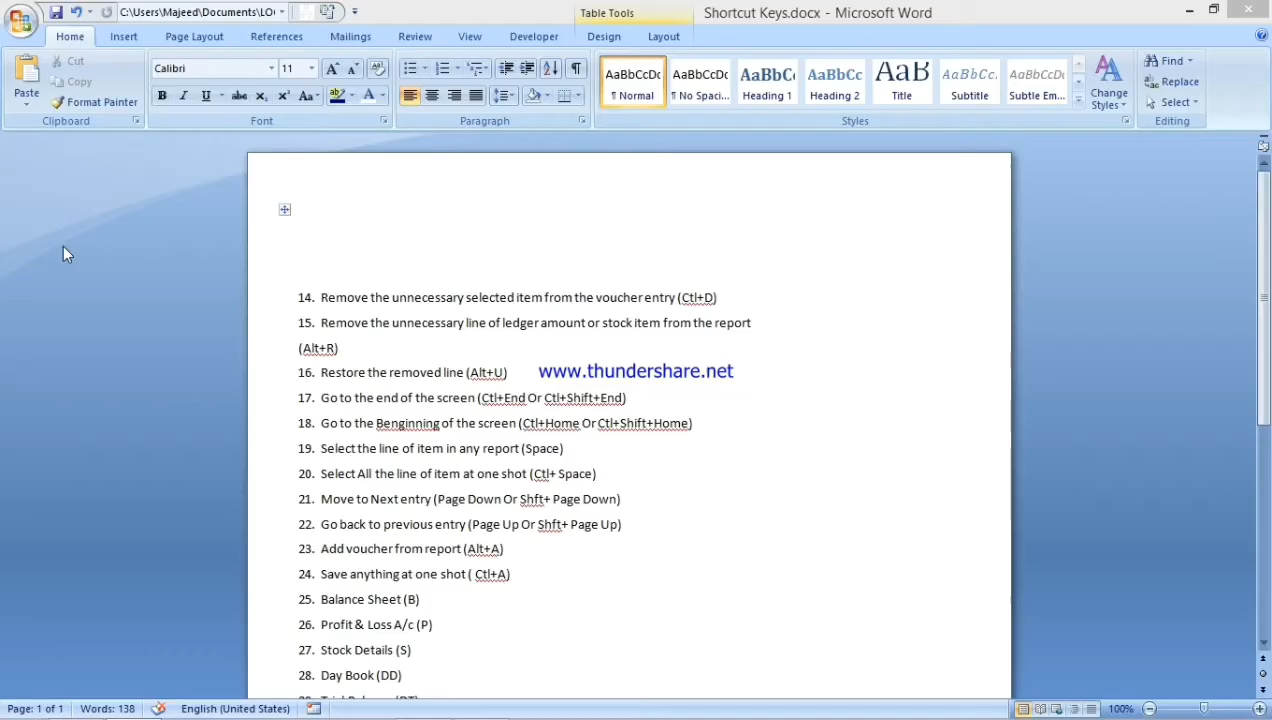 C:\Users\Majeed\Documents\LO
Table Tools
Shortcut Keys.docx - Microsoft Word
Home Insert Page Layout References Mailings Review View Developer Design Layout
Paste
Cut
Copy
Format Painter
Clipboard
Calibri 11
Font
Paragraph
AaBbCcDc AaBbCcDc AaBbC AaBbCc AaB AaBbCc. AaBbCcDc
¶ Normal ¶ No Spaci... Heading 1 Heading 2 Title Subtitle Subtle Em...
Change Styles
Styles
Find
Replace
Select
Editing
14. Remove the unnecessary selected item from the voucher entry (Ctl+D)
15. Remove the unnecessary line of ledger amount or stock item from the report
(Alt+R)
16. Restore the removed line (Alt+U)
www.thundershare.net
17. Go to the end of the screen (Ctl+End Or Ctl+Shift+End)
18. Go to the Benginning of the screen (Ctl+Home Or Ctl+Shift+Home)
19. Select the line of item in any report (Space)
20. Select All the line of item at one shot (Ctl+ Space)
21. Move to Next entry (Page Down Or Shft+ Page Down)
22. Go back to previous entry (Page Up Or Shft+ Page Up)
23. Add voucher from report (Alt+A)
24. Save anything at one shot ( Ctl+A)
25. Balance Sheet (B)
26. Profit & Loss A/c (P)
27. Stock Details (S)
28. Day Book (DD)
Page: 1 of 1 Words: 138 English (United States) 100%